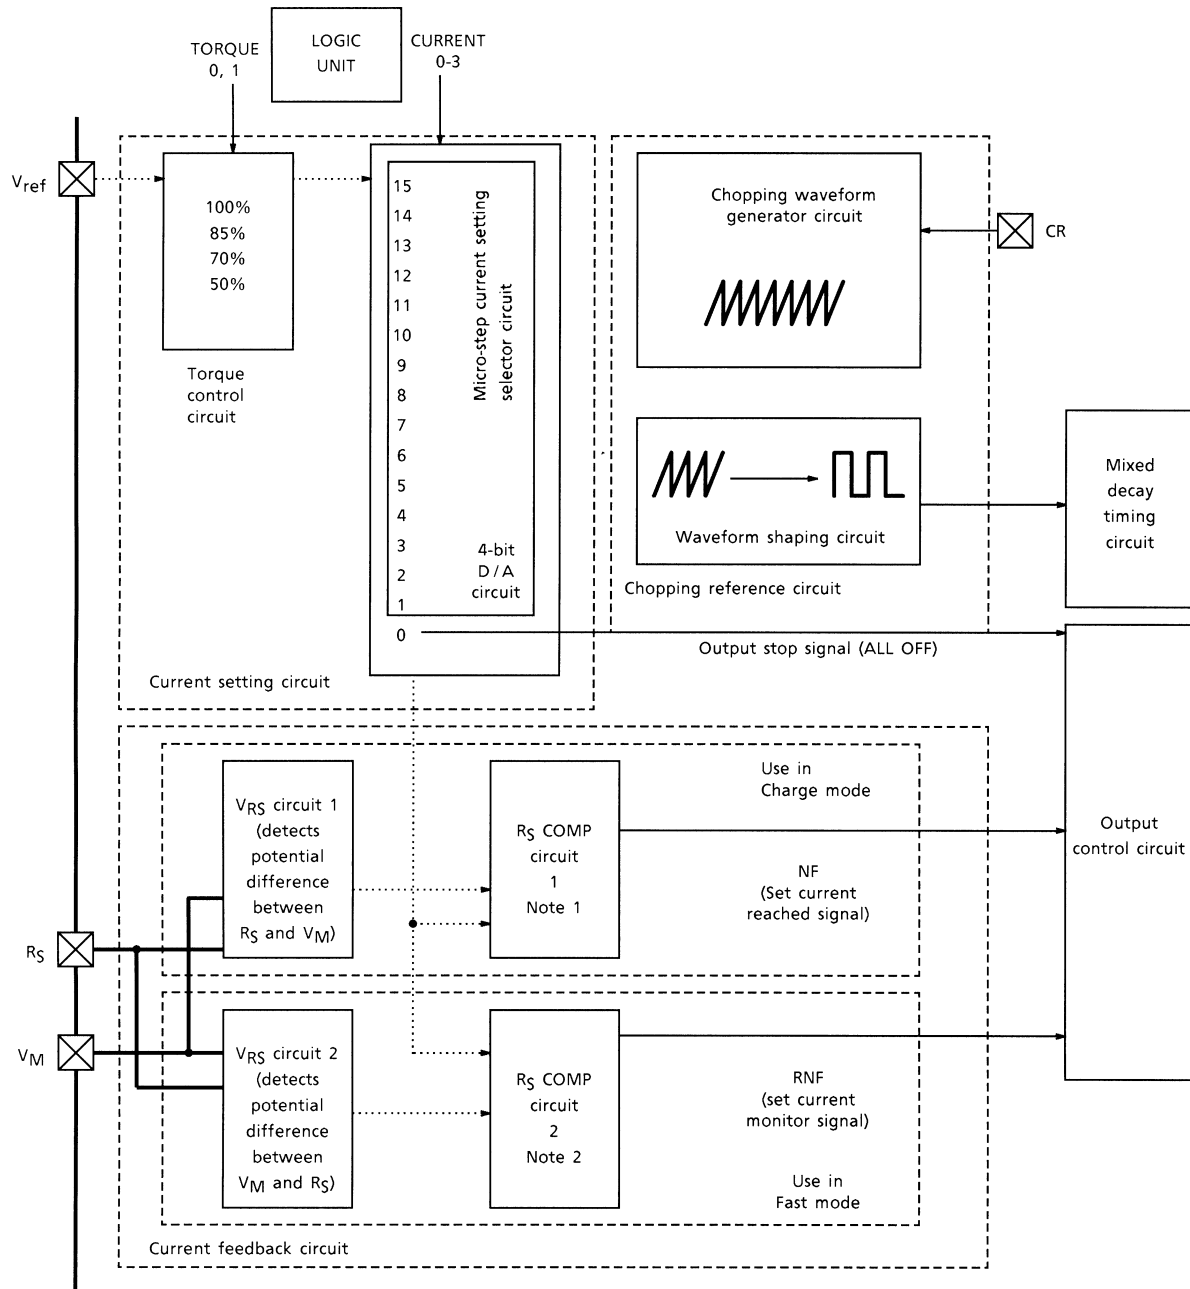 LOGIC
UNIT
TORQUE
0, 1
CURRENT
0-3
Vref
100%
85%
70%
50%
Torque
control
circuit
15
14
13
12
11
10
9
8
7
6
5
4
3
2
1
0
Micro-step current setting
selector circuit
4-bit
D/A
circuit
Current setting circuit
Chopping waveform
generator circuit
CR
Waveform shaping circuit
Chopping reference circuit
Mixed
decay
timing
circuit
Output stop signal (ALL OFF)
Output
control circuit
VRS circuit 1
(detects
potential
difference
between
RS and VM)
RS COMP
circuit
1
Note 1
Use in
Charge mode
NF
(Set current
reached signal)
RS
VM
VRS circuit 2
(detects
potential
difference
between
VM and RS)
RS COMP
circuit
2
Note 2
RNF
(set current
monitor signal)
Use in
Fast mode
Current feedback circuit